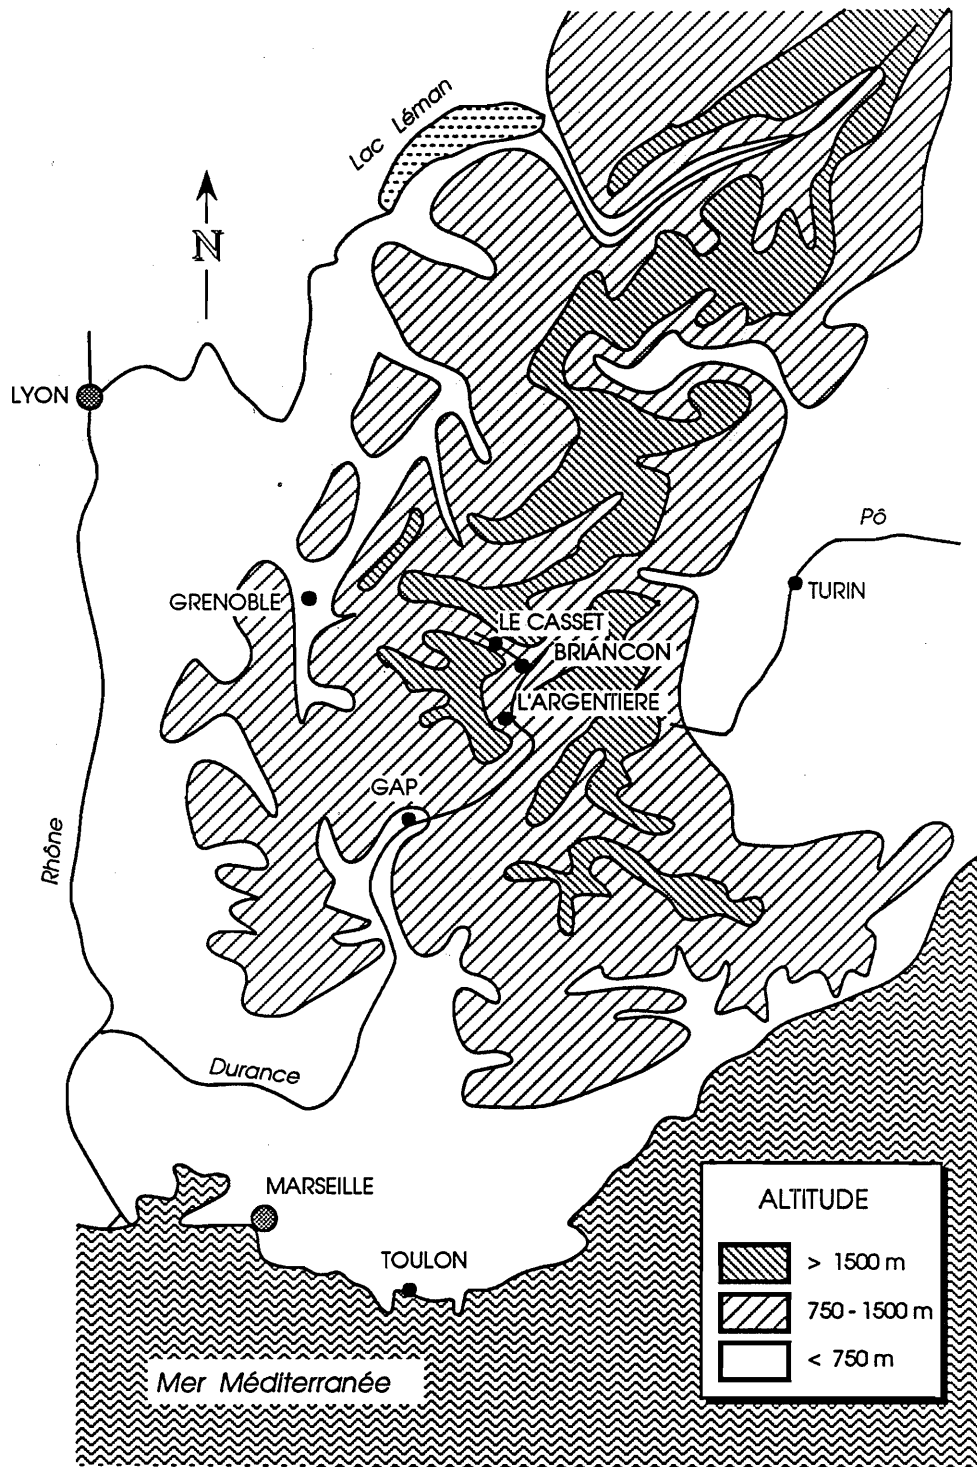 Lac Léman
N
LYON
Pô
GRENOBLE
TURIN
LE CASSET
BRIANCON
L'ARGENTIERE
GAP
Rhône
Durance
MARSEILLE
TOULON
Mer Méditerranée
ALTITUDE
> 1500 m
750 - 1500 m
< 750 m